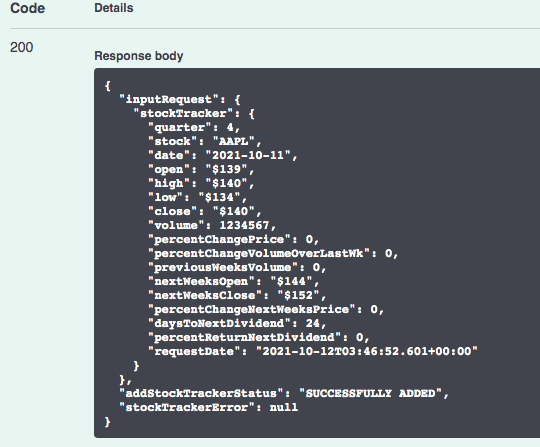 Code Details
200
Response body
{
  "inputRequest": {
    "stockTracker": {
      "quarter": 4,
      "stock": "AAPL",
      "date": "2021-10-11",
      "open": "$139",
      "high": "$140",
      "low": "$134",
      "close": "$140",
      "volume": 1234567,
      "percentChangePrice": 0,
      "percentChangeVolumeOverLastWk": 0,
      "previousWeeksVolume": 0,
      "nextWeeksOpen": "$144",
      "nextWeeksClose": "$152",
      "percentChangeNextWeeksPrice": 0,
      "daysToNextDividend": 24,
      "percentReturnNextDividend": 0,
      "requestDate": "2021-10-12T03:46:52.601+00:00"
    }
  },
  "addStockTrackerStatus": "SUCCESSFULLY ADDED",
  "stockTrackerError": null
}